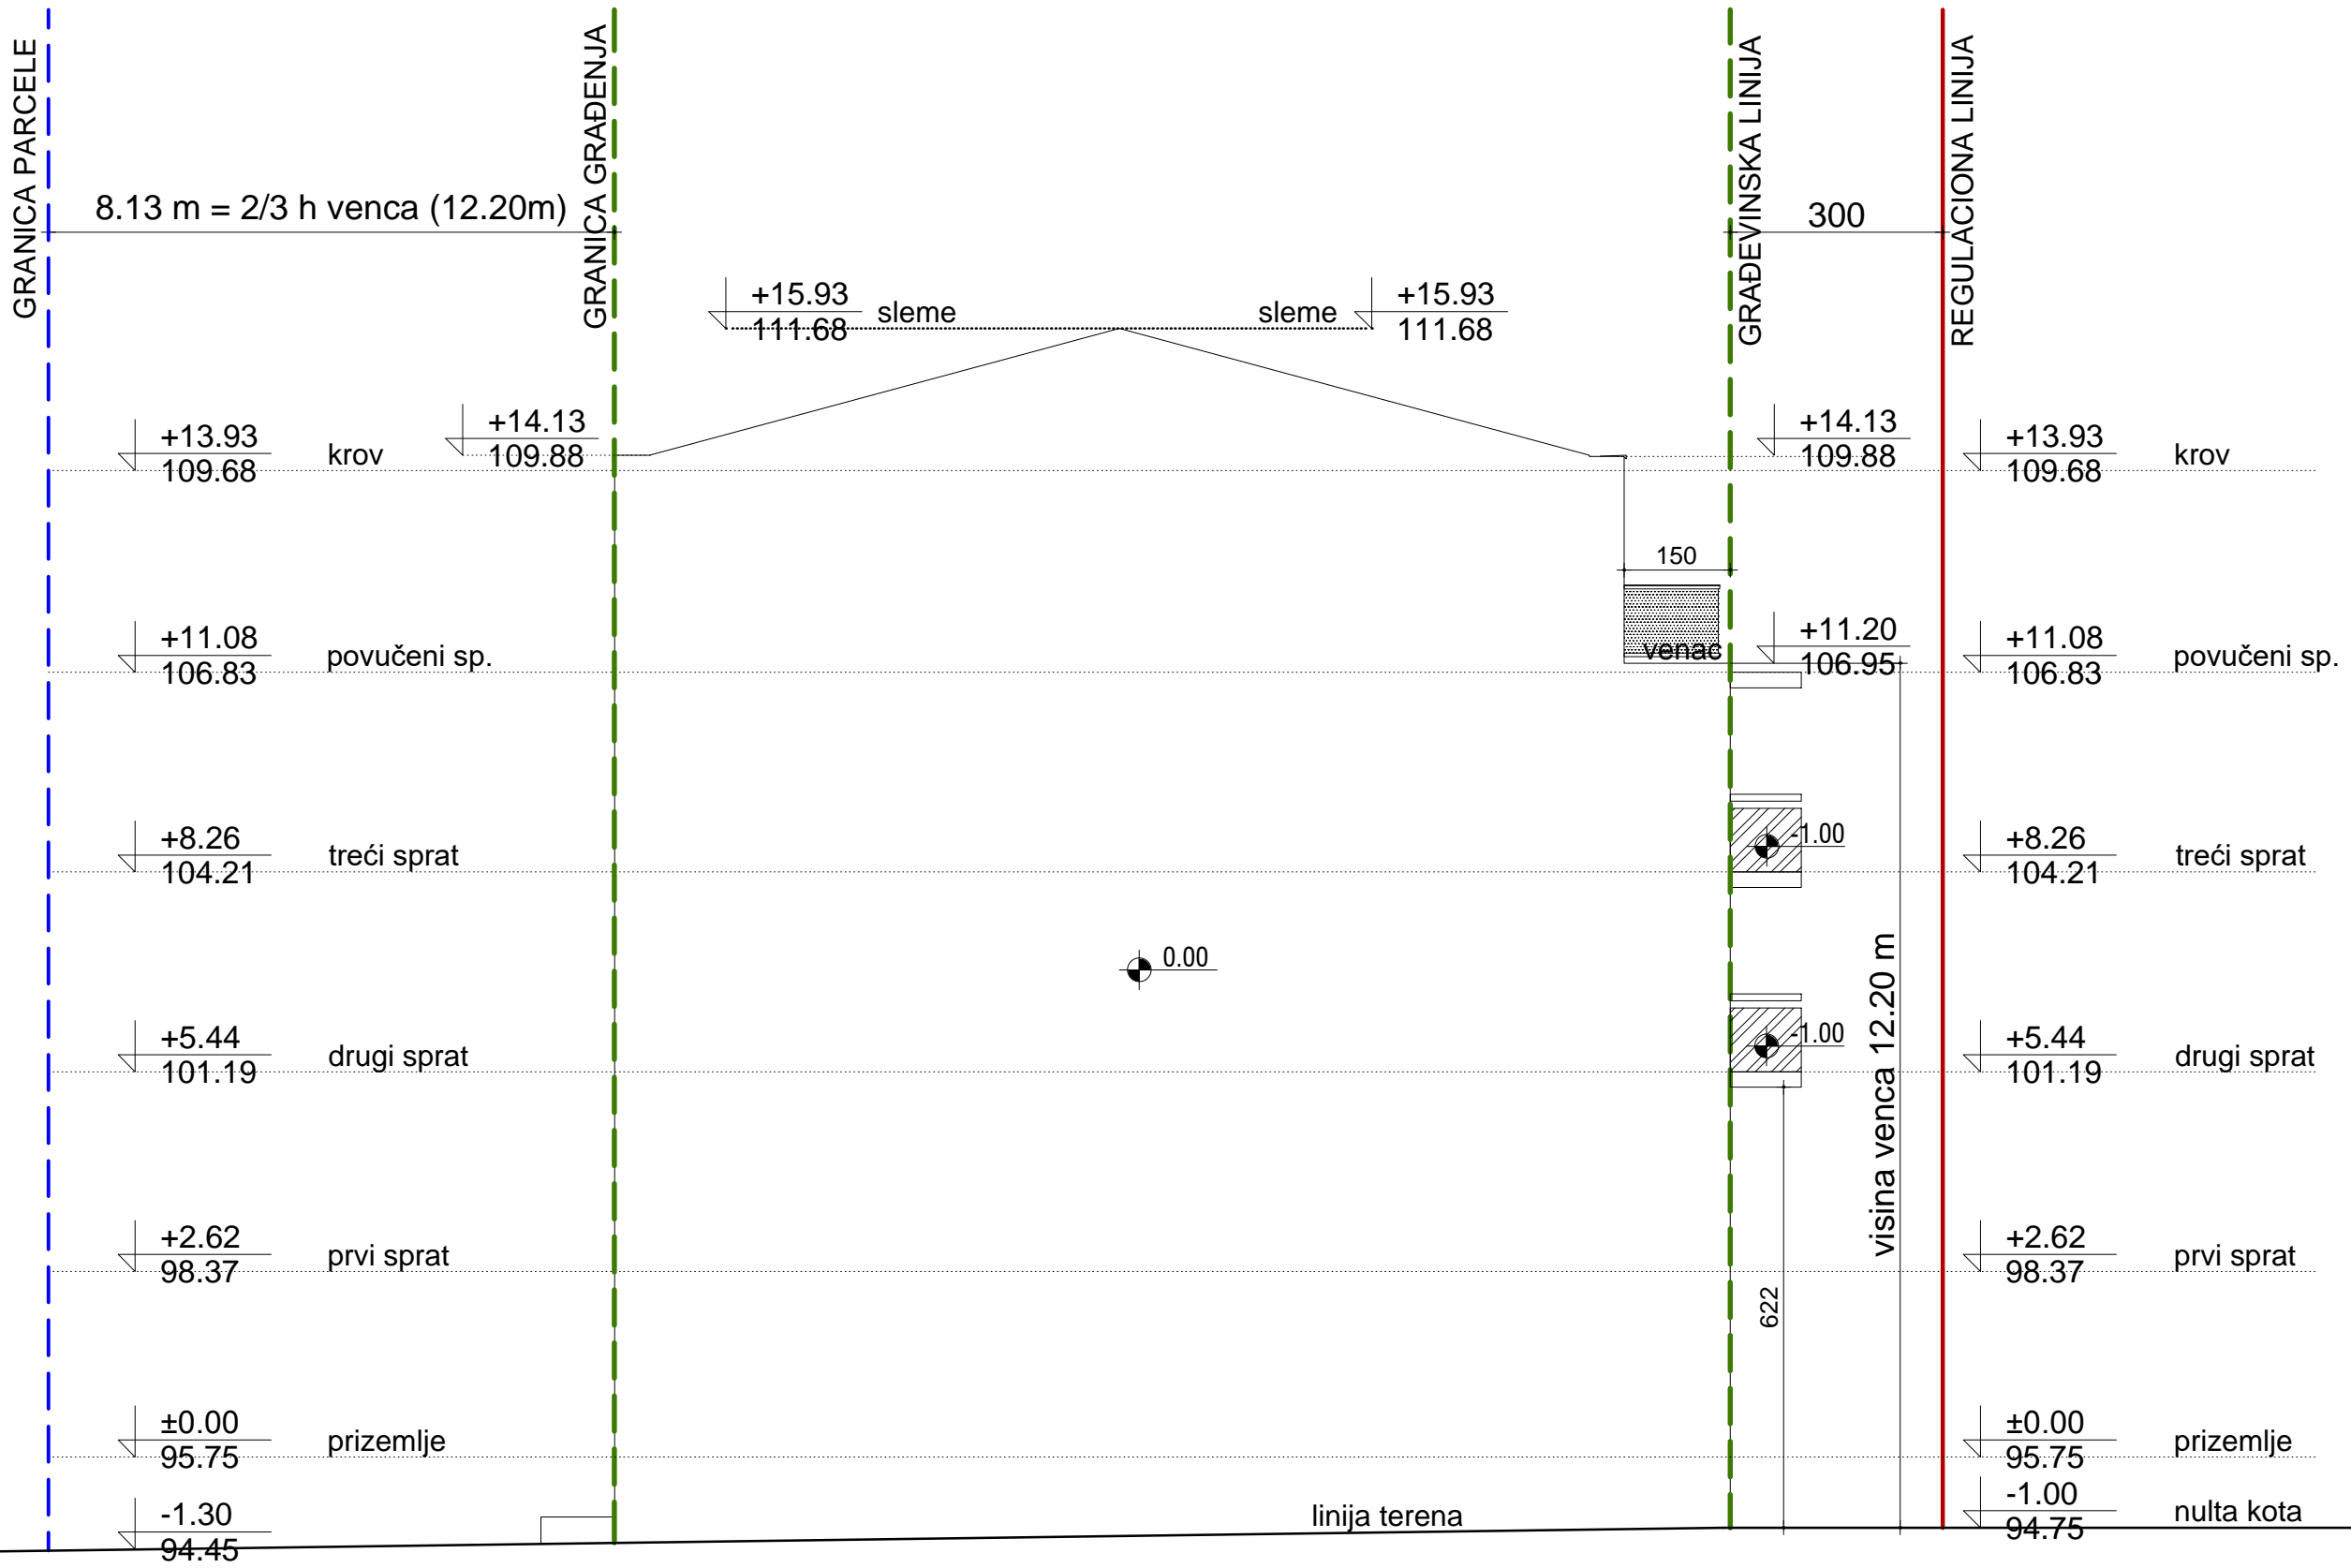 GRANICA PARCELE
GRANICA GRAĐENJA
GRAĐEVINSKA LINIJA
REGULACIONA LINIJA
8.13 m = 2/3 h venca (12.20m)
300
+15.93
111.68
sleme
sleme
+15.93
111.68
+13.93
109.68
krov
+14.13
109.88
+14.13
109.88
+13.93
109.68
krov
150
+11.08
106.83
povučeni sp.
venac
+11.20
106.95
+11.08
106.83
povučeni sp.
+8.26
104.21
treći sprat
-1.00
+8.26
104.21
treći sprat
0.00
+5.44
101.19
drugi sprat
-1.00
visina venca 12.20 m
+5.44
101.19
drugi sprat
+2.62
98.37
prvi sprat
622
+2.62
98.37
prvi sprat
±0.00
95.75
prizemlje
±0.00
95.75
prizemlje
-1.30
94.45
linija terena
-1.00
94.75
nulta kota